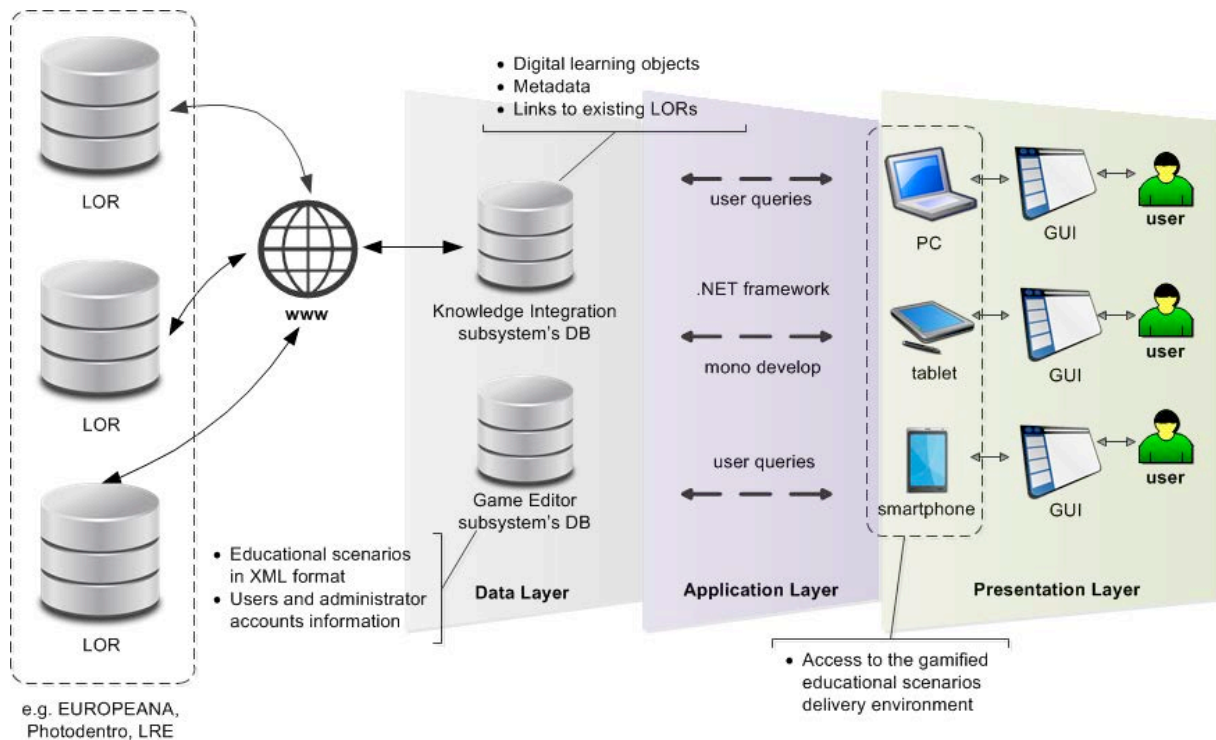 • Digital learning objects
• Metadata
• Links to existing LORs
LOR
LOR
LOR
e.g. EUROPEANA,
Photodentro, LRE
www
Knowledge Integration
subsystem's DB
Game Editor
subsystem's DB
• Educational scenarios
in XML format
• Users and administrator
accounts information
Data Layer
user queries
.NET framework
mono develop
user queries
Application Layer
PC
GUI
user
tablet
GUI
user
smartphone
GUI
user
Presentation Layer
• Access to the gamified
educational scenarios
delivery environment